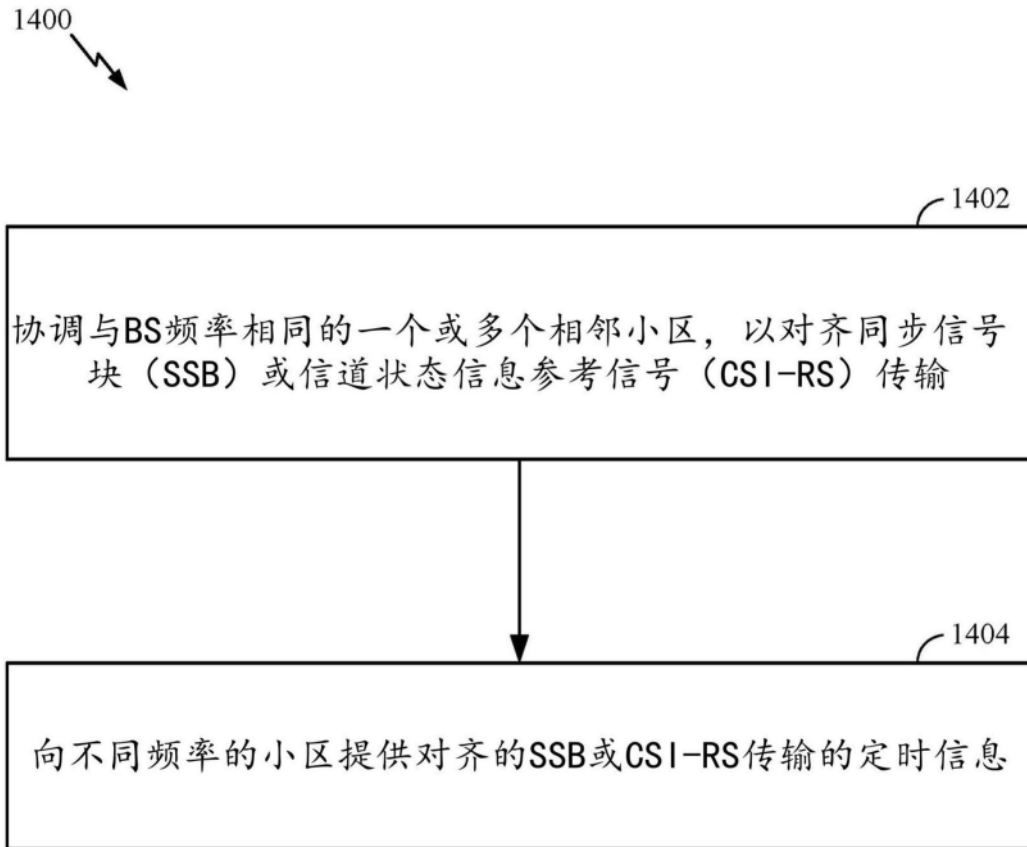 1400
1402
协调与BS频率相同的一个或多个相邻小区，以对齐同步信号
块（SSB）或信道状态信息参考信号（CSI-RS）传输
1404
向不同频率的小区提供对齐的SSB或CSI-RS传输的定时信息